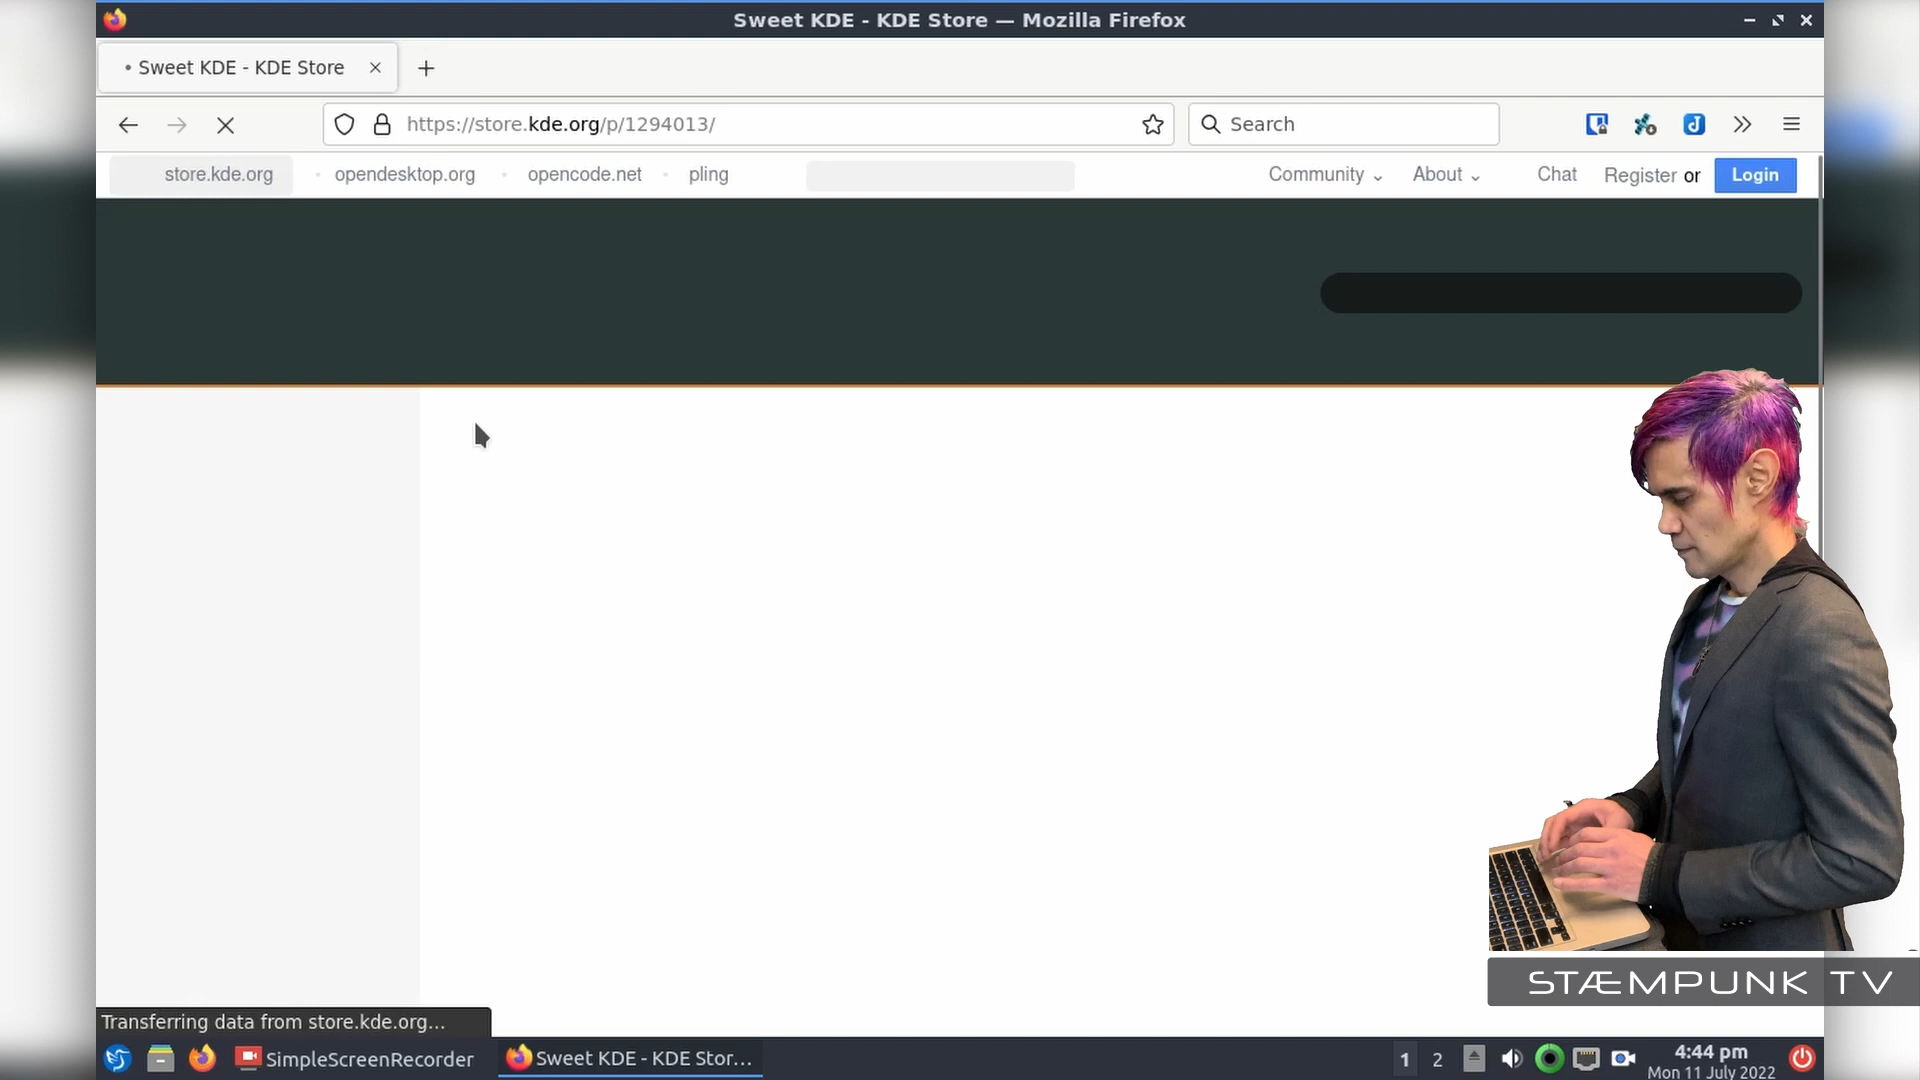 Sweet KDE - KDE Store — Mozilla Firefox
Sweet KDE - KDE Store
https://store.kde.org/p/1294013/
Search
store.kde.org
opendesktop.org
opencode.net
pling
Community
About
Chat
Register or
Login
STÆMPUNK TV
Transferring data from store.kde.org...
SimpleScreenRecorder
Sweet KDE - KDE Stor...
1
2
4:44 pm
Mon 11 July 2022